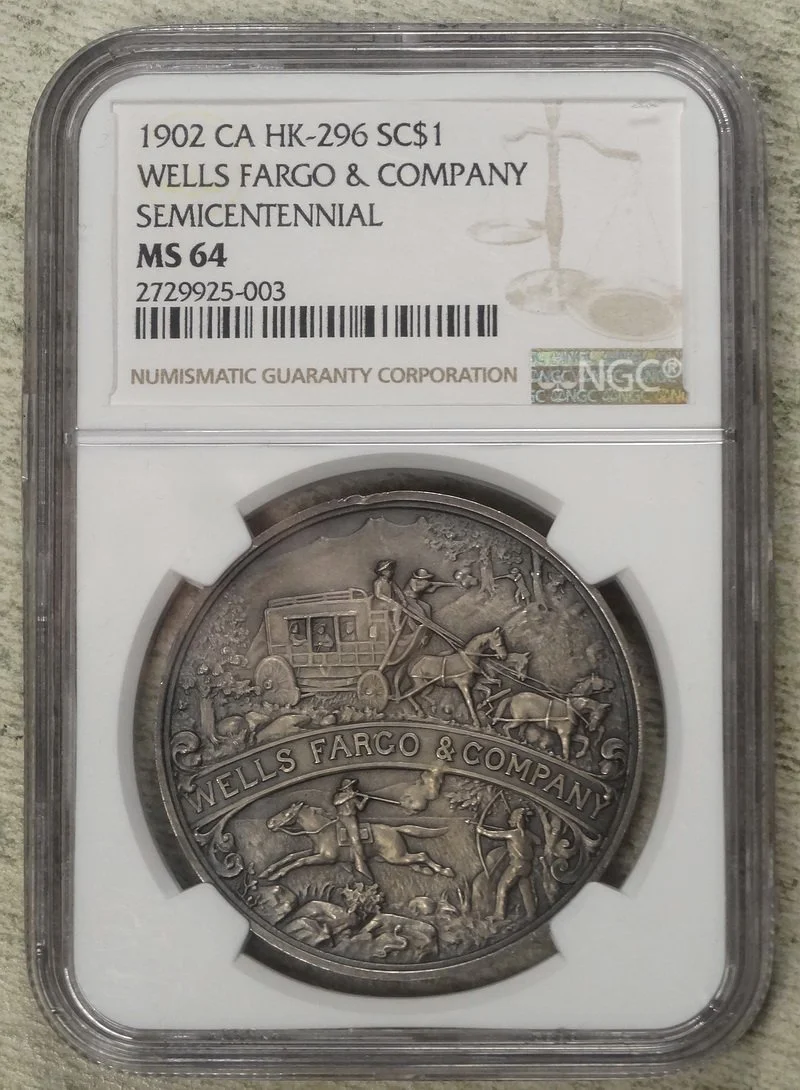 1902 CA HK-296 SC$1
WELLS FARGO & COMPANY
SEMICENTENNIAL
MS 64
2729925-003
NUMISMATIC GUARANTY CORPORATION
NGC®
WELLS FARGO & COMPANY